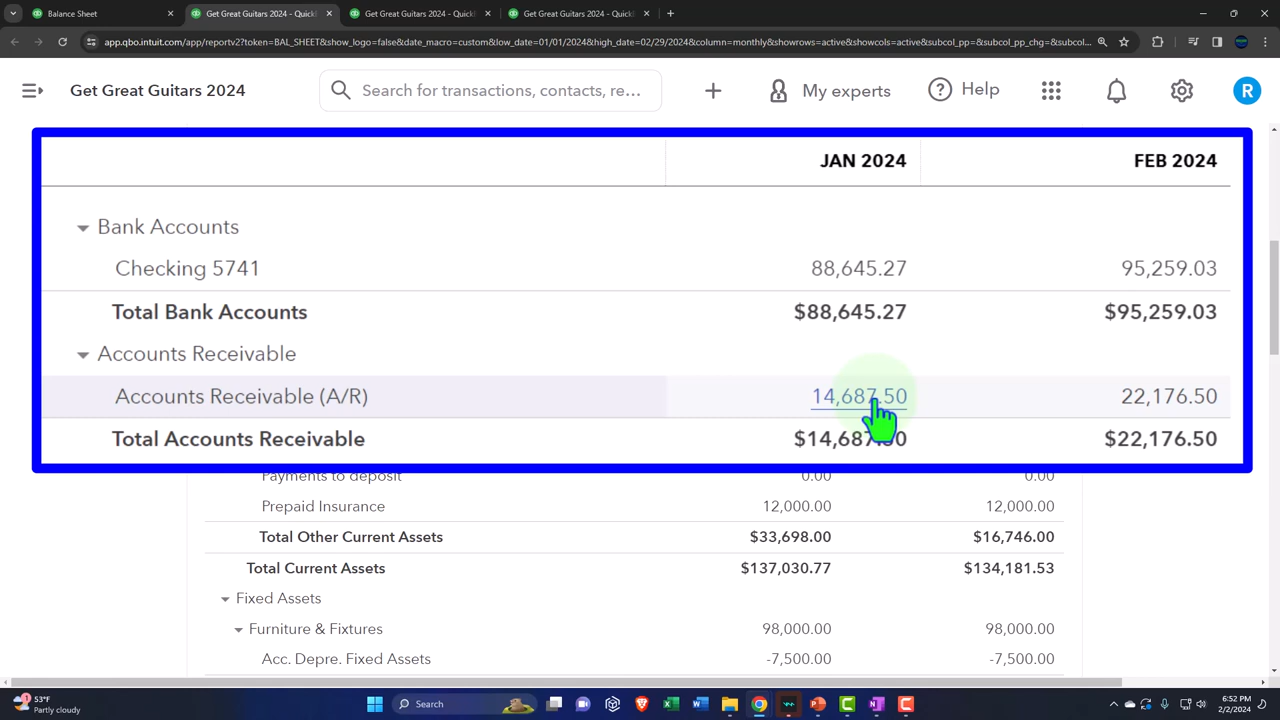 Balance Sheet
Get Great Guitars 2024 - Quick
Get Great Guitars 2024 - Quick
Get Great Guitars 2024 - Quick
app.qbo.intuit.com/app/reportv2?token=BAL_SHEET&show_logo=false&date_macro=custom&low_date=01/01/2024&high_date=02/29/2024&column=monthly&showrows=active&showcols=active&subcol_pp=&subcol_pp_chg=&subc...
Get Great Guitars 2024
Search for transactions, contacts, re...
My experts
Help
R
JAN 2024 FEB 2024
Bank Accounts
Checking 5741 88,645.27 95,259.03
Total Bank Accounts $88,645.27 $95,259.03
Accounts Receivable
Accounts Receivable (A/R) 14,687.50 22,176.50
Total Accounts Receivable $14,687.50 $22,176.50
Payments to deposit 0.00 0.00
Prepaid Insurance 12,000.00 12,000.00
Total Other Current Assets $33,698.00 $16,746.00
Total Current Assets $137,030.77 $134,181.53
Fixed Assets
Furniture & Fixtures 98,000.00 98,000.00
Acc. Depre. Fixed Assets -7,500.00 -7,500.00
1
53°F
Partly cloudy
Search
6:52 PM
2/2/2024